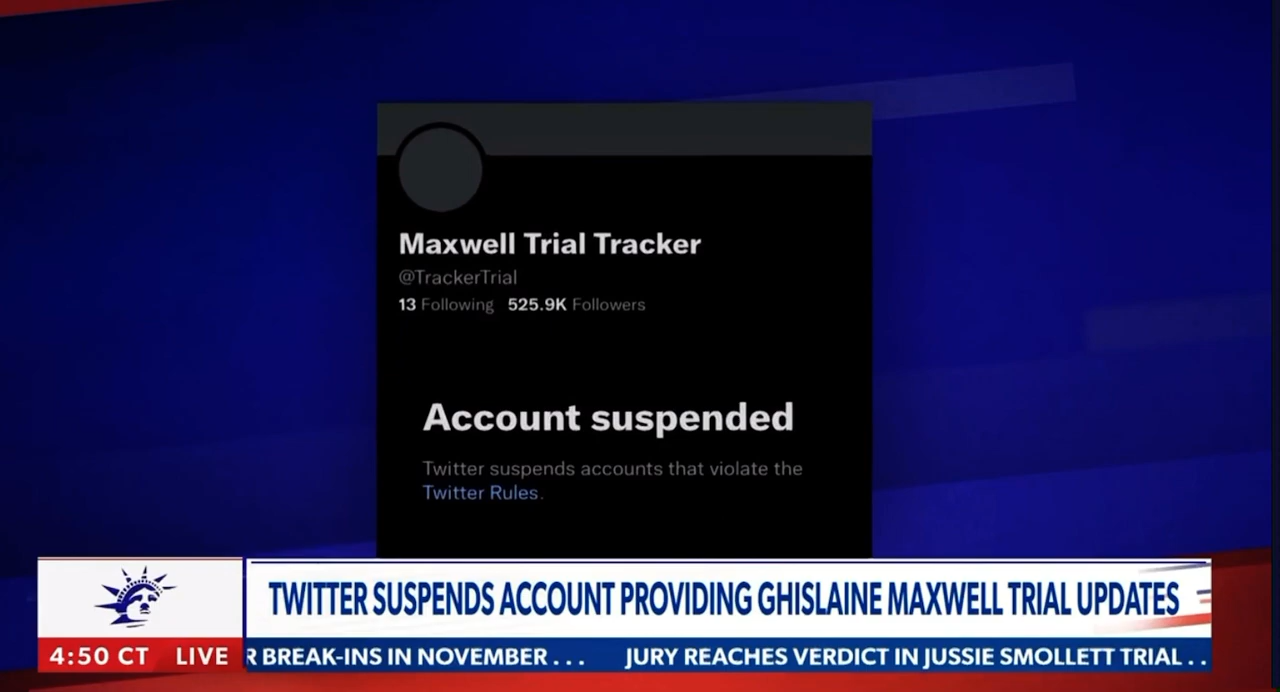 Maxwell Trial Tracker
@TrackerTrial
13 Following 525.9K Followers
Account suspended
Twitter suspends accounts that violate the
Twitter Rules.
TWITTER SUSPENDS ACCOUNT PROVIDING GHISLAINE MAXWELL TRIAL UPDATES
4:50 CT LIVE
R BREAK-INS IN NOVEMBER . . . JURY REACHES VERDICT IN JUSSIE SMOLLETT TRIAL . .